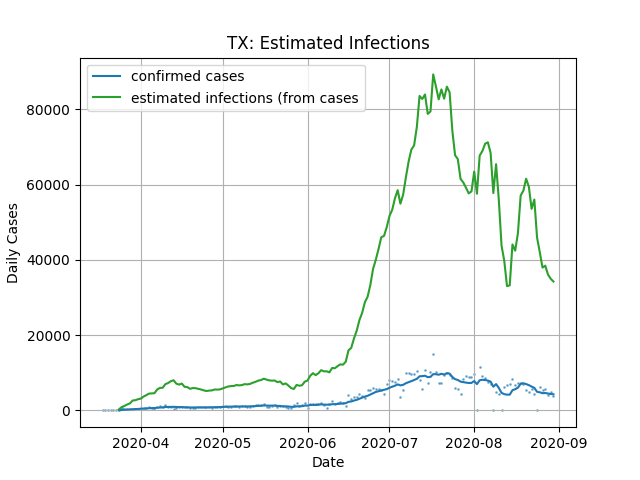 TX: Estimated Infections
confirmed cases
estimated infections (from cases
Daily Cases
80000
60000
40000
20000
0
2020-04 2020-05 2020-06 2020-07 2020-08 2020-09
Date